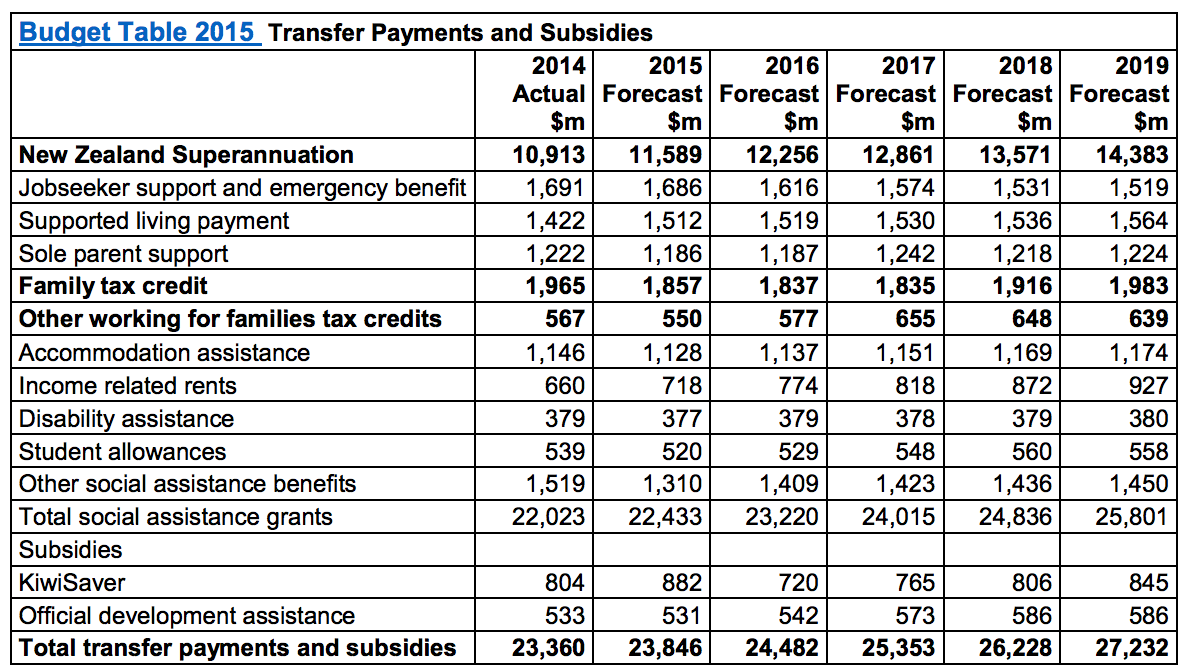 Budget Table 2015 Transfer Payments and Subsidies
2014 2015 2016 2017 2018 2019
Actual Forecast Forecast Forecast Forecast Forecast
$m $m $m $m $m $m
New Zealand Superannuation 10,913 11,589 12,256 12,861 13,571 14,383
Jobseeker support and emergency benefit 1,691 1,686 1,616 1,574 1,531 1,519
Supported living payment 1,422 1,512 1,519 1,530 1,536 1,564
Sole parent support 1,222 1,186 1,187 1,242 1,218 1,224
Family tax credit 1,965 1,857 1,837 1,835 1,916 1,983
Other working for families tax credits 567 550 577 655 648 639
Accommodation assistance 1,146 1,128 1,137 1,151 1,169 1,174
Income related rents 660 718 774 818 872 927
Disability assistance 379 377 379 378 379 380
Student allowances 539 520 529 548 560 558
Other social assistance benefits 1,519 1,310 1,409 1,423 1,436 1,450
Total social assistance grants 22,023 22,433 23,220 24,015 24,836 25,801
Subsidies
KiwiSaver 804 882 720 765 806 845
Official development assistance 533 531 542 573 586 586
Total transfer payments and subsidies 23,360 23,846 24,482 25,353 26,228 27,232